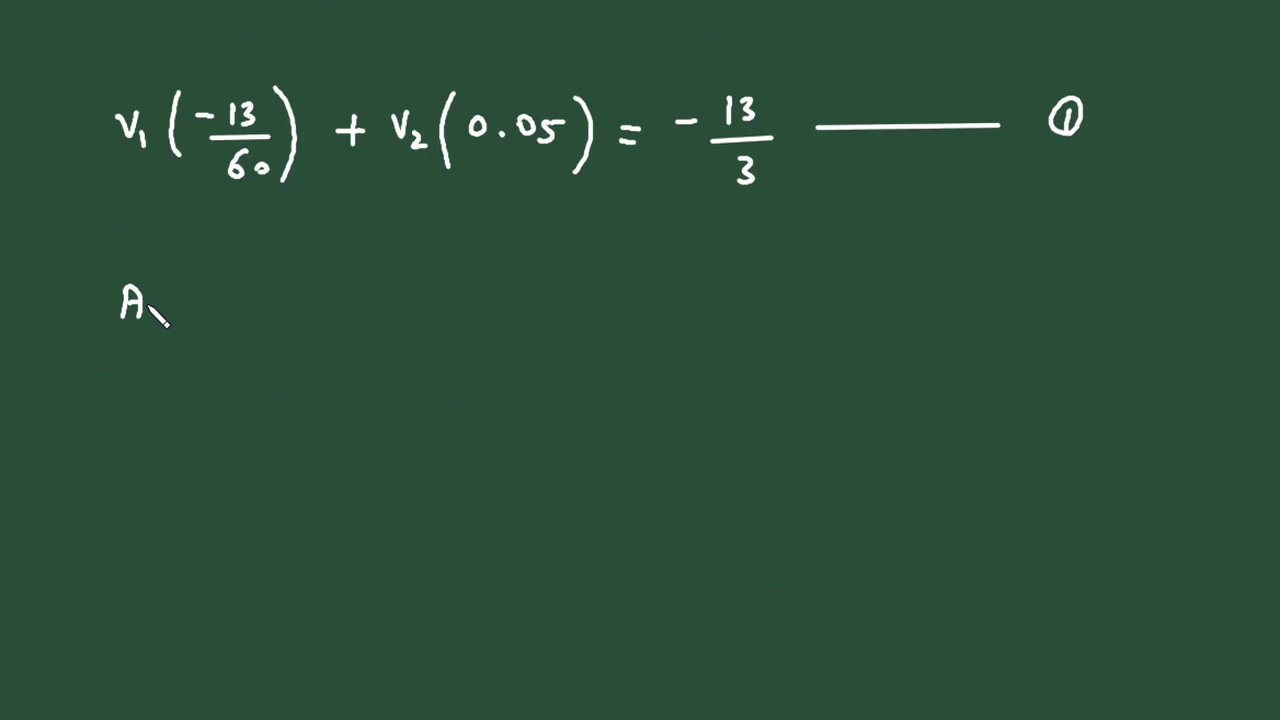 V₁(-13/60) + V₂(0.05) = -13/3 ——— ①
A